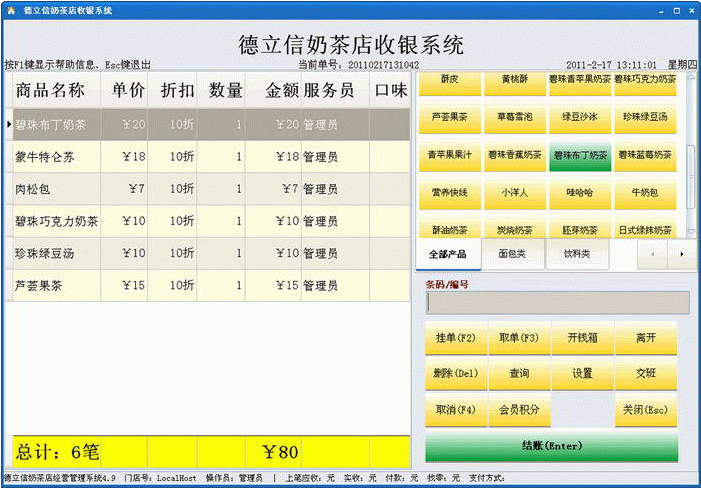 德立信奶茶店收银系统
德立信奶茶店收银系统
按F1键显示帮助信息、Esc键退出 当前单号: 20110217131042 2011-2-17 13:11:01 星期四
商品名称 单价 折扣 数量 金额 服务员 口味
碧珠布丁奶茶 ¥20 10折 1 ¥20 管理员
蒙牛特仑苏 ¥18 10折 1 ¥18 管理员
肉松包 ¥7 10折 1 ¥7 管理员
碧珠巧克力奶茶 ¥10 10折 1 ¥10 管理员
珍珠绿豆汤 ¥10 10折 1 ¥10 管理员
芦荟果茶 ¥15 10折 1 ¥15 管理员
总计: 6笔 ¥80
酥皮 黄桃酥 碧珠青苹果奶茶 碧珠巧克力奶茶
芦荟果茶 草莓雪泡 绿豆沙冰 珍珠绿豆汤
青苹果果汁 碧珠香蕉奶茶 碧珠布丁奶茶 碧珠蓝莓奶茶
营养快线 小洋人 哇哈哈 牛奶包
酥油奶茶 炭烧奶茶 胚芽奶茶 日式绿抹奶茶
全部产品 面包类 饮料类
条码/编号
挂单(F2) 取单(F3) 开钱箱 离开
删除(Del) 查询 设置 交班
取消(F4) 会员积分 关闭(Esc)
结账(Enter)
德立信奶茶店经营管理系统4.9 门店号: LocalHost 操作员: 管理员 | 上笔应收: 元 实收: 元 付款: 元 找零: 元 支付方式: